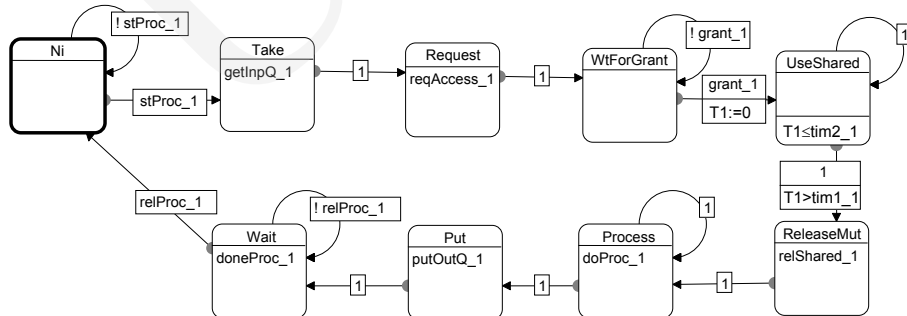 ! stProc_1
Ni
stProc_1
Take
getInpQ_1
1
Request
reqAccess_1
1
! grant_1
WtForGrant
grant_1
T1:=0
1
UseShared
T1≤tim2_1
1
T1>tim1_1
ReleaseMut
relShared_1
1
1
Process
doProc_1
1
Put
putOutQ_1
1
! relProc_1
Wait
doneProc_1
relProc_1